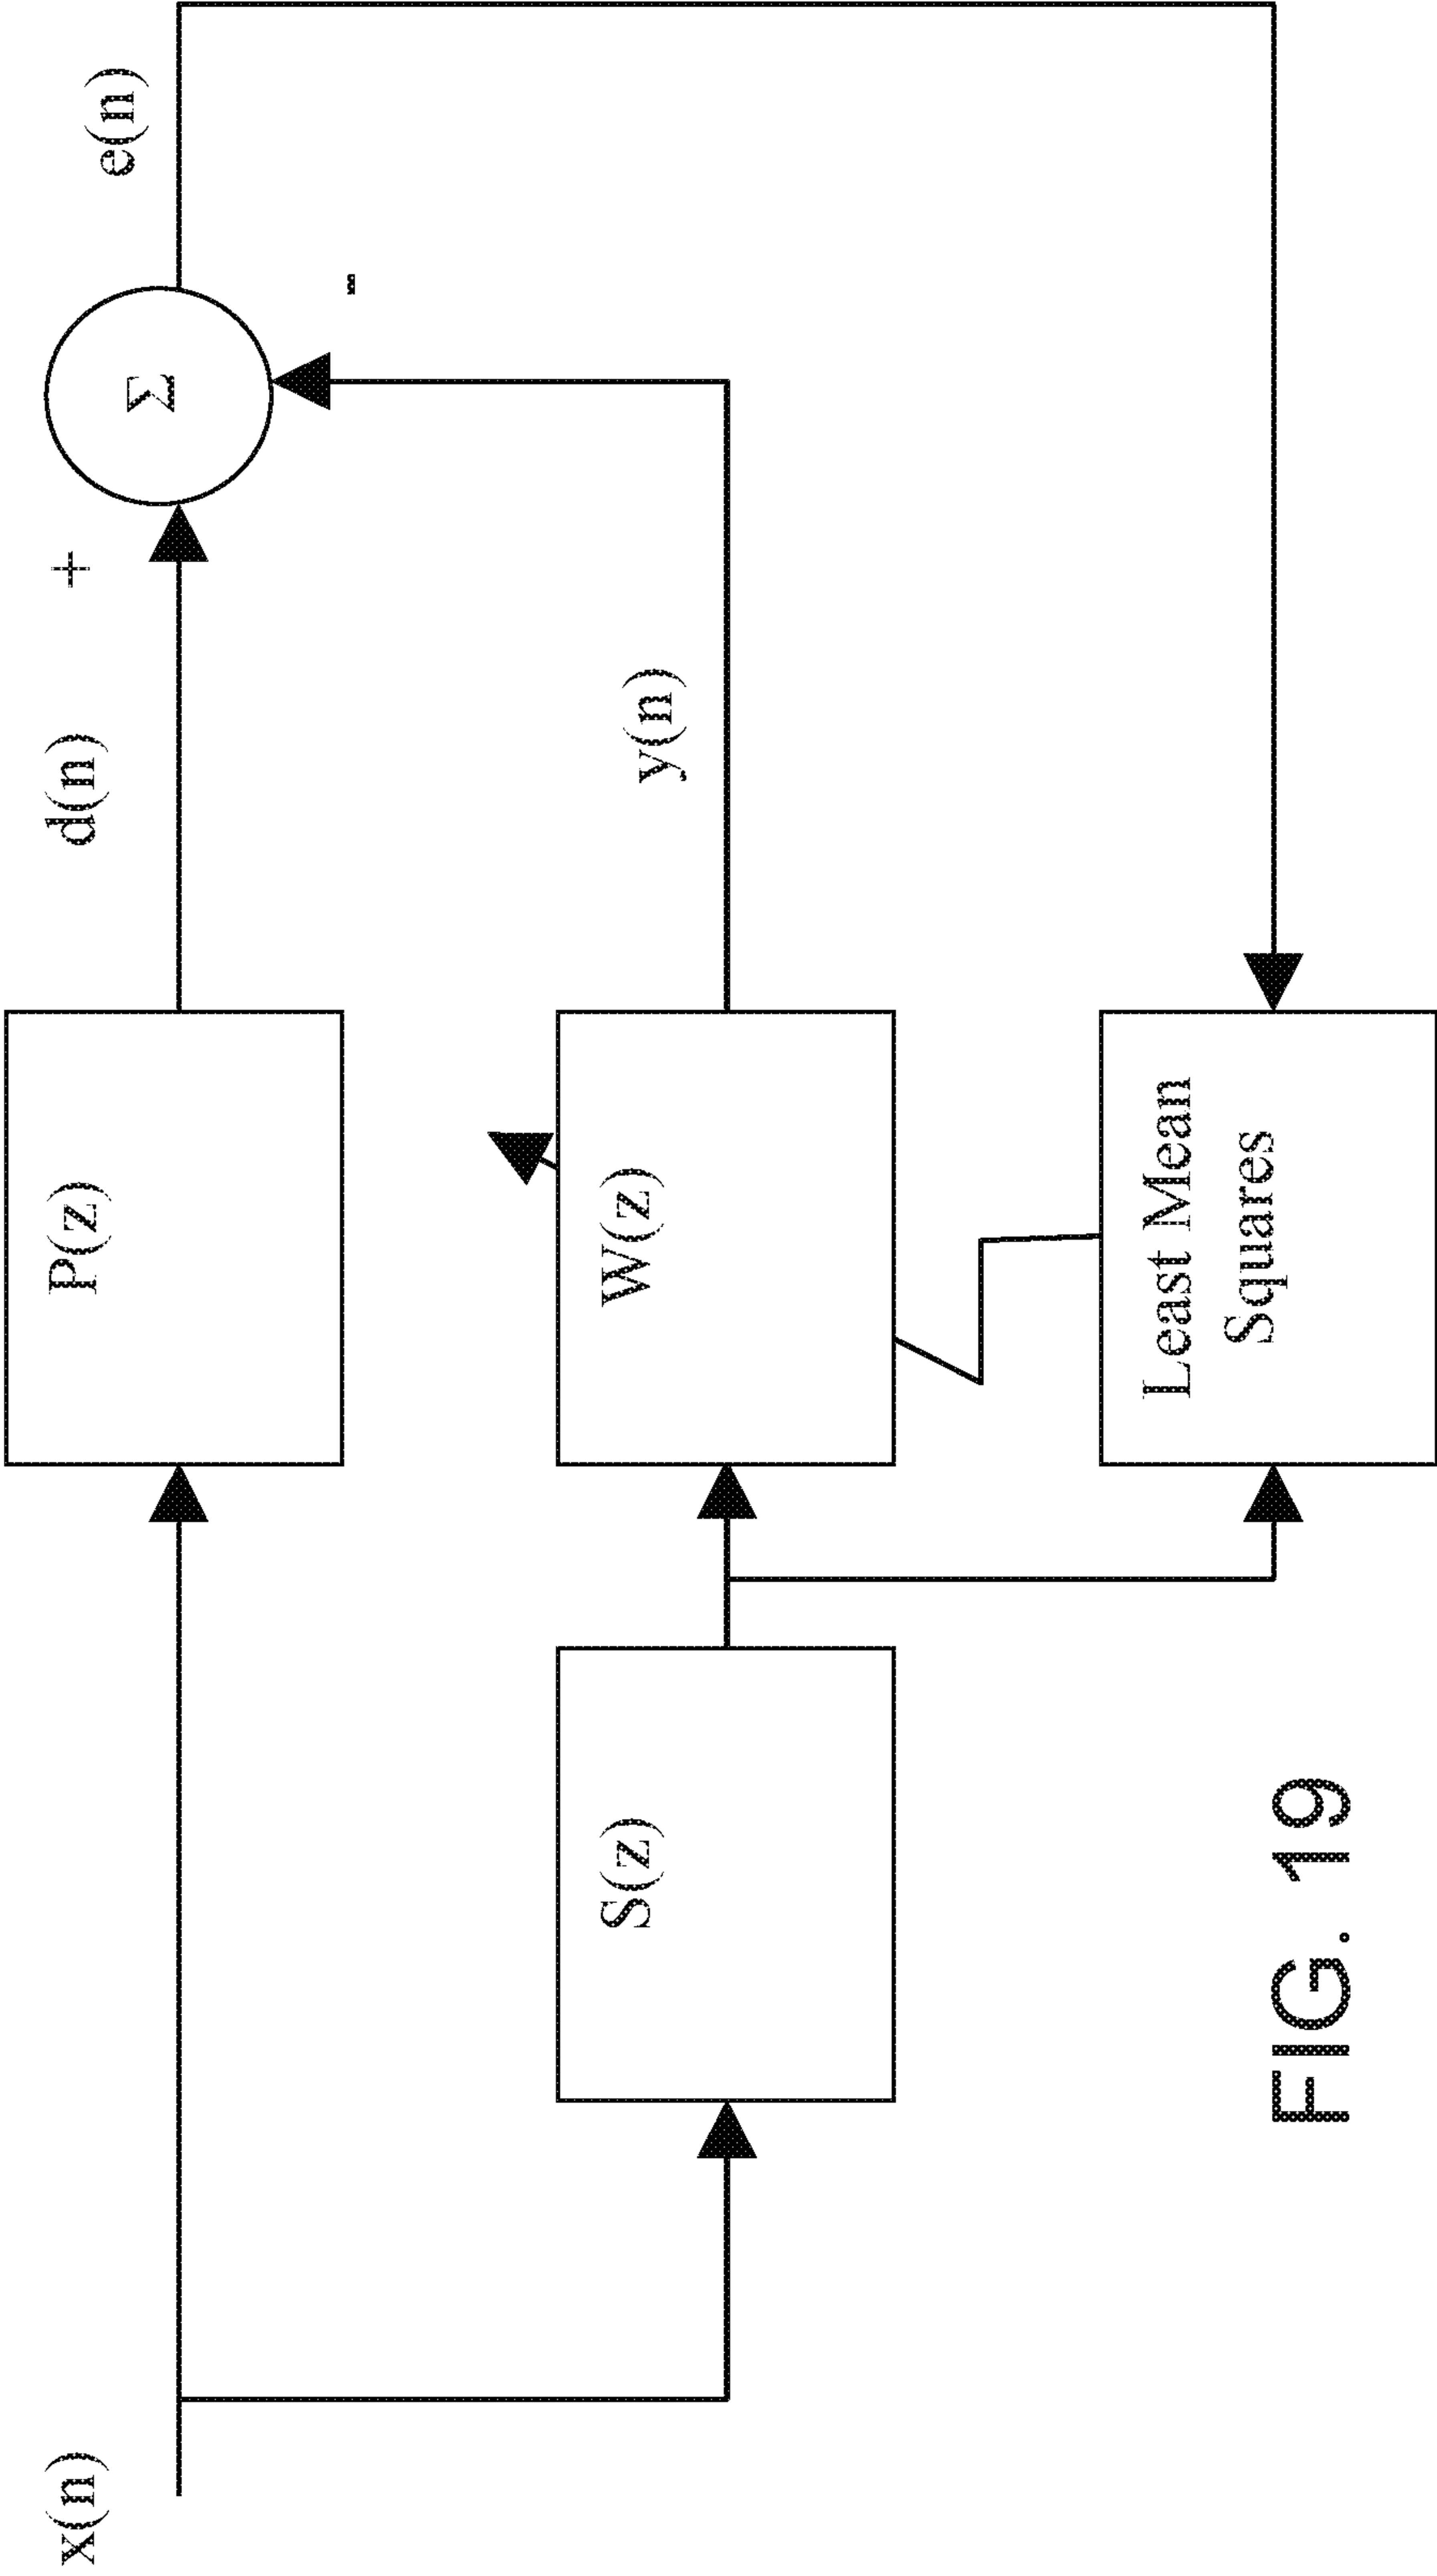 x(n)
P(z)
d(n)
+
Σ
e(n)
-
S(z)
W(z)
y(n)
Least Mean
Squares
FIG. 19